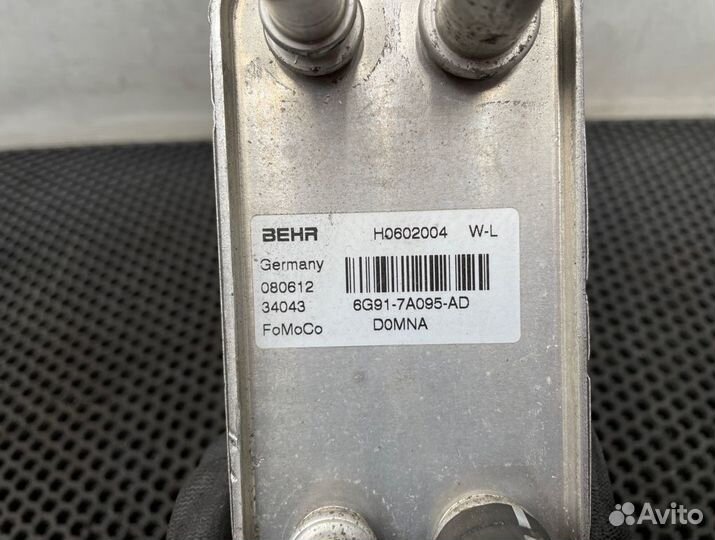 BEHR H0602004 W-L
Germany
080612
34043 6G91-7A095-AD
FoMoCo D0MNA
Avito